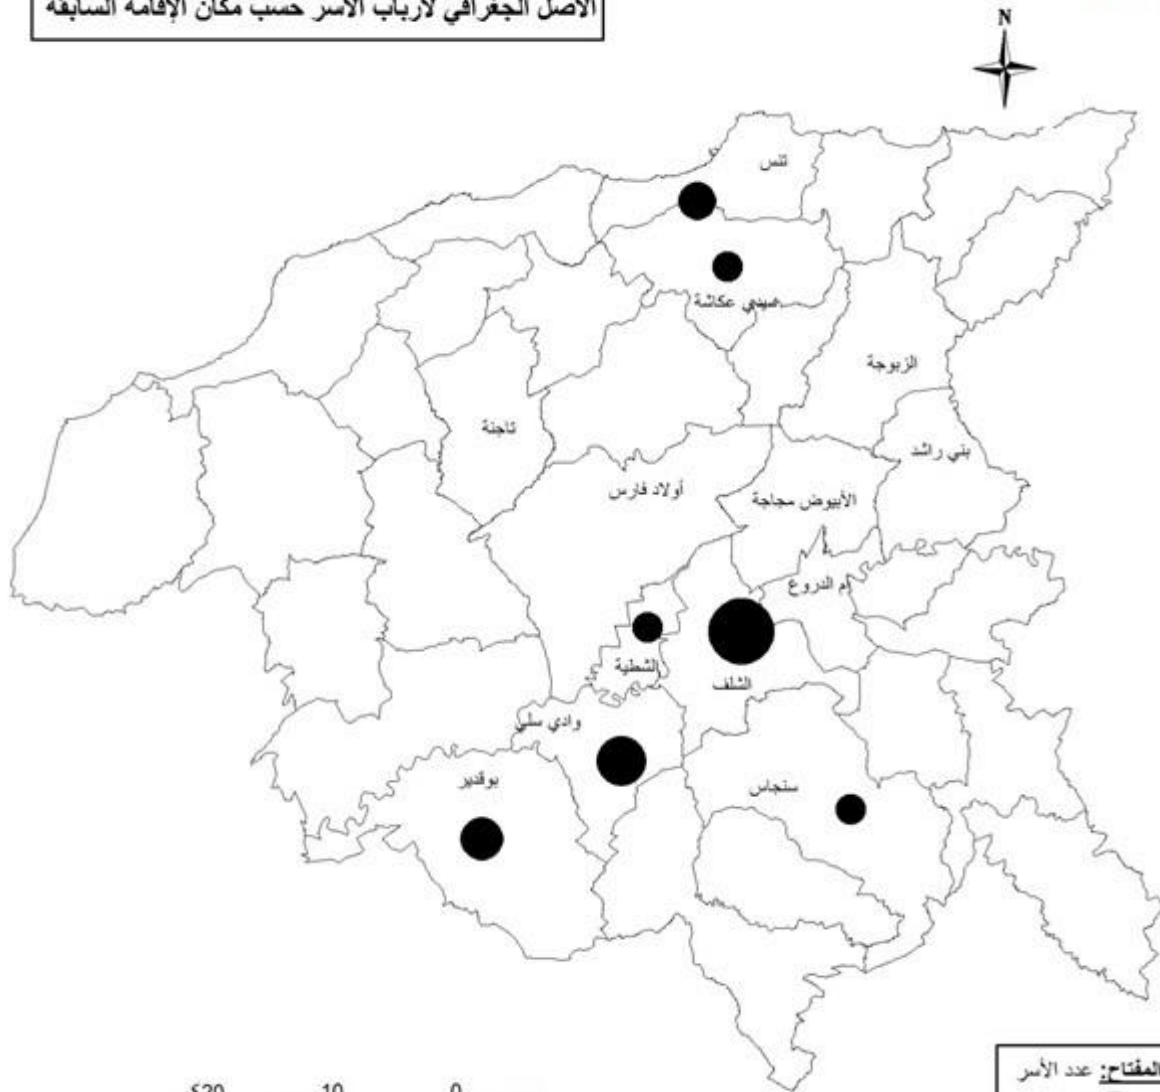 الأصل الجغرافي لأرباب الأسر حسب مكان الإقامة السابقة
N
تنس
سيدي عكاشة
الزبوجة
تاجنة
بني راشد
أولاد فارس
الأبيوض مجاجة
أم الدروع
الشطية
الشلف
وادي سلي
بوقدير
سنجاس
المفتاح: عدد الأسر
20
10
0